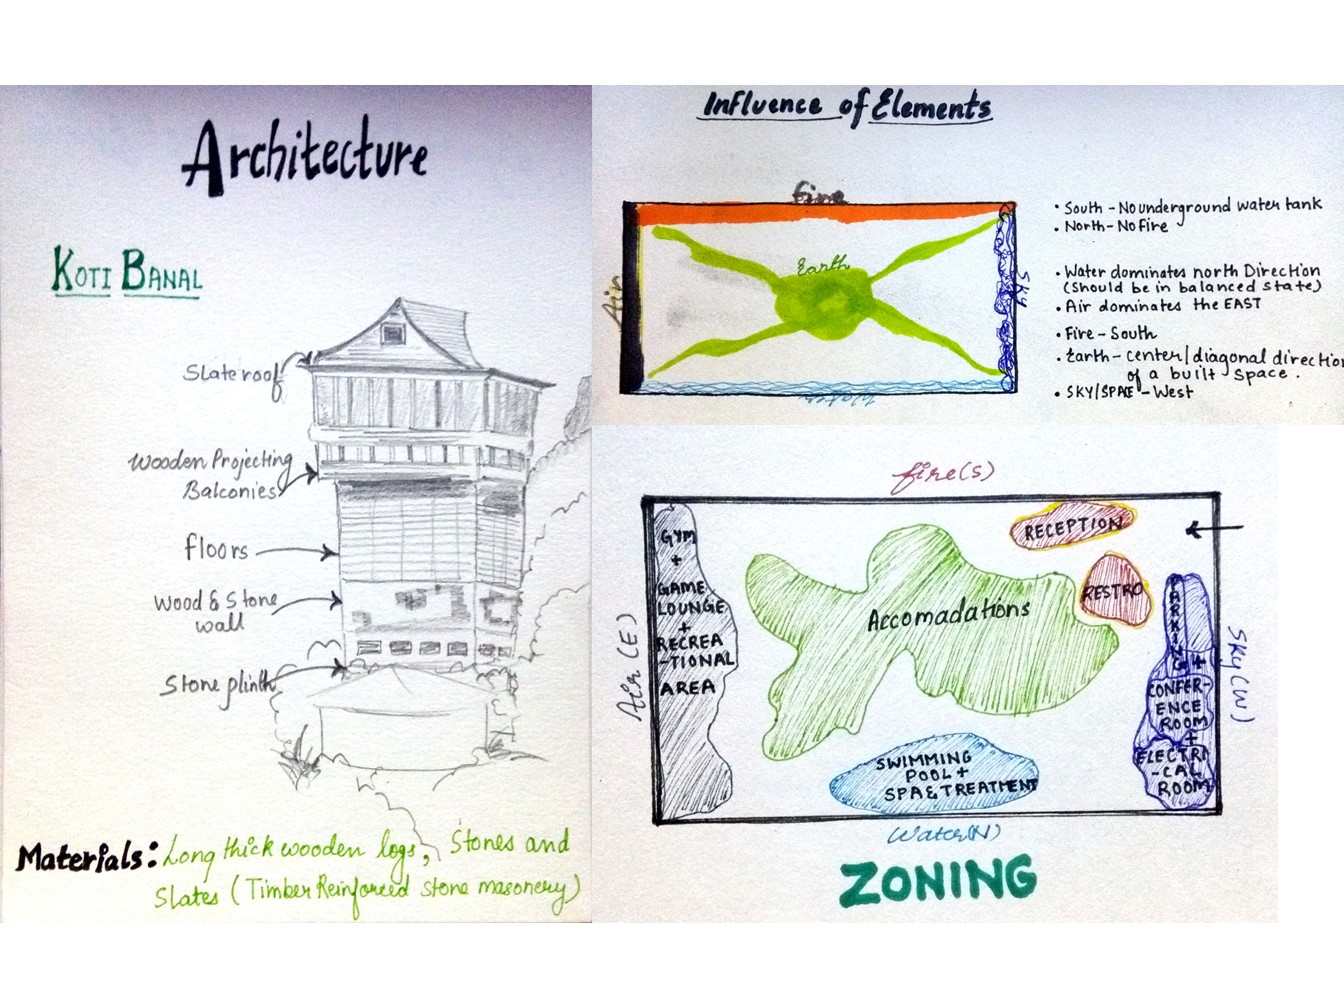 Architecture
KOTI BANAL
Slate roof
Wooden Projecting
Balconies
floors
Wood & Stone
wall
Stone plinth
Materials: Long thick wooden logs, Stones and
Slates (Timber Reinforced stone masonery)
Influence of Elements
fire
Air
Earth
SKY
Water
• South - No underground water tank
• North - No Fire
• Water dominates north Direction
(Should be in balanced state)
• Air dominates the EAST
• Fire - South
• Earth - center/diagonal direction
of a built space.
• SKY/SPACE - West
fire(S)
Air(E)
GYM
+
GAME
LOUNGE
+
RECREA
-TIONAL
AREA
Accomadations
RECEPTION
RESTRO
PARKING +
CONFER-
ENCE
ROOM
+
ELECTRI
-CAL
ROOM
Sky(W)
SWIMMING
POOL +
SPA & TREATMENT
Water(N)
ZONING